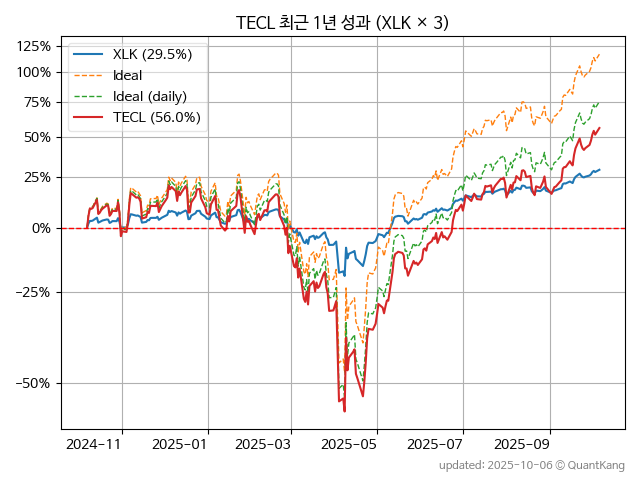 TECL 최근 1년 성과 (XLK × 3)
125%
100%
75%
50%
25%
0%
−25%
−50%
XLK (29.5%)
Ideal
Ideal (daily)
TECL (56.0%)
2024-11
2025-01
2025-03
2025-05
2025-07
2025-09
updated: 2025-10-06 © QuantKang